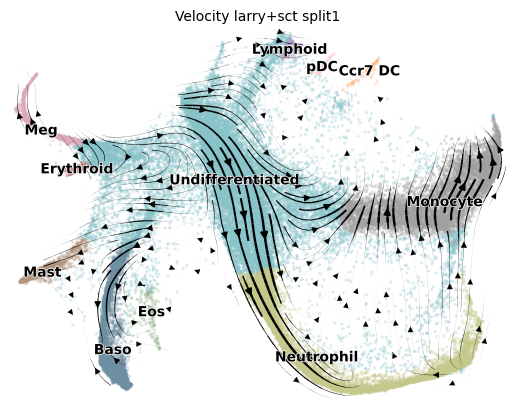 Velocity larry+sct split1
Lymphoid
pDC
Ccr7 DC
Meg
Erythroid
Undifferentiated
Monocyte
Mast
Eos
Baso
Neutrophil